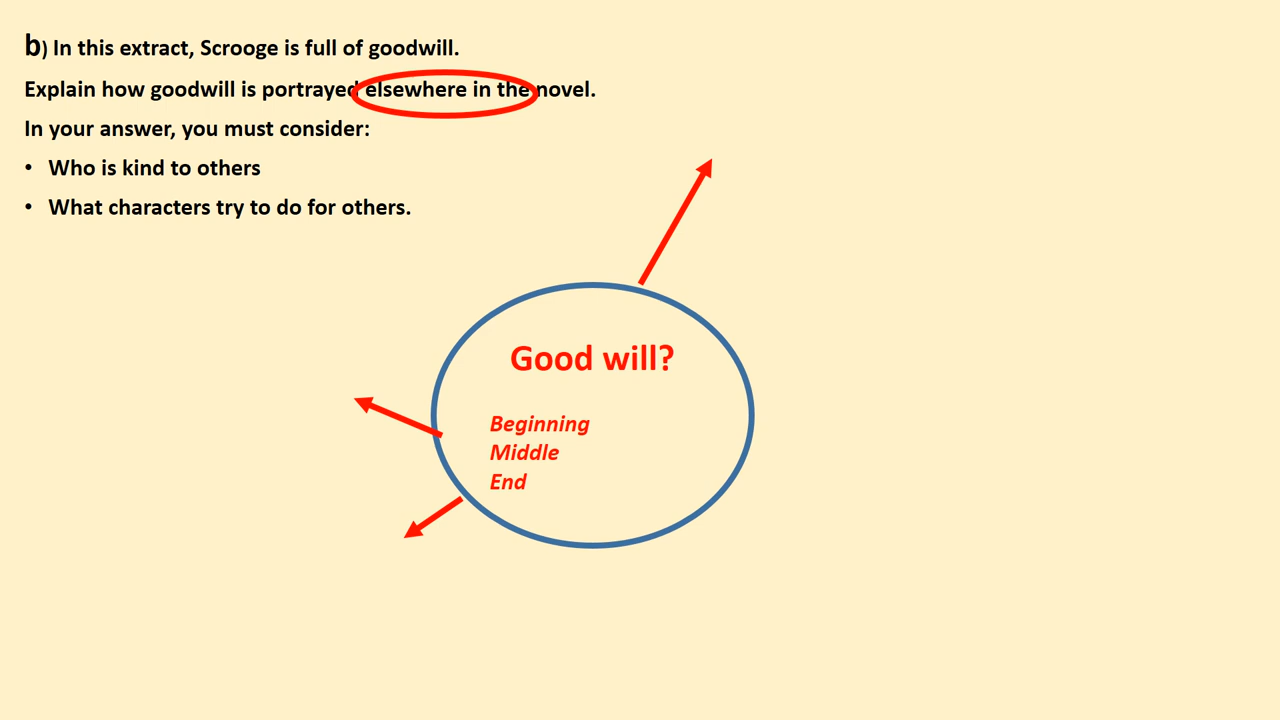 b) In this extract, Scrooge is full of goodwill.
Explain how goodwill is portrayed elsewhere in the novel.
In your answer, you must consider:
• Who is kind to others
• What characters try to do for others.
Good will?
Beginning
Middle
End